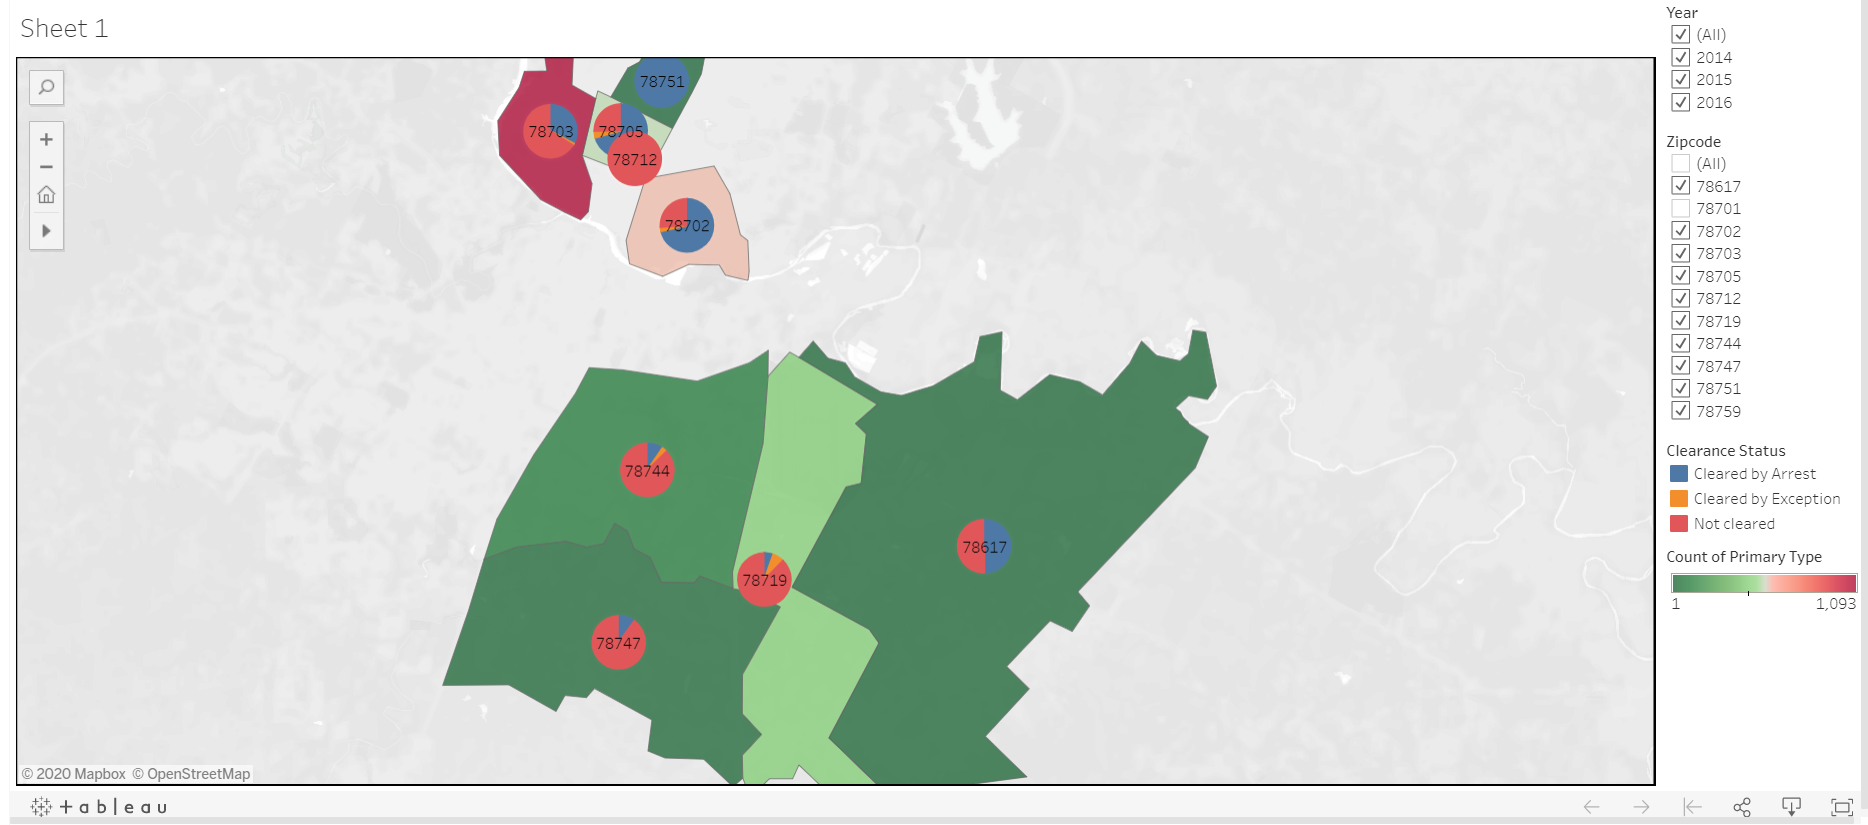 Sheet 1
78751
78703
78705
78712
78702
78744
78617
78719
78747
© 2020 Mapbox © OpenStreetMap
+ a b l e a u
Year
(All)
2014
2015
2016
Zipcode
(All)
78617
78701
78702
78703
78705
78712
78719
78744
78747
78751
78759
Clearance Status
Cleared by Arrest
Cleared by Exception
Not cleared
Count of Primary Type
1 1,093